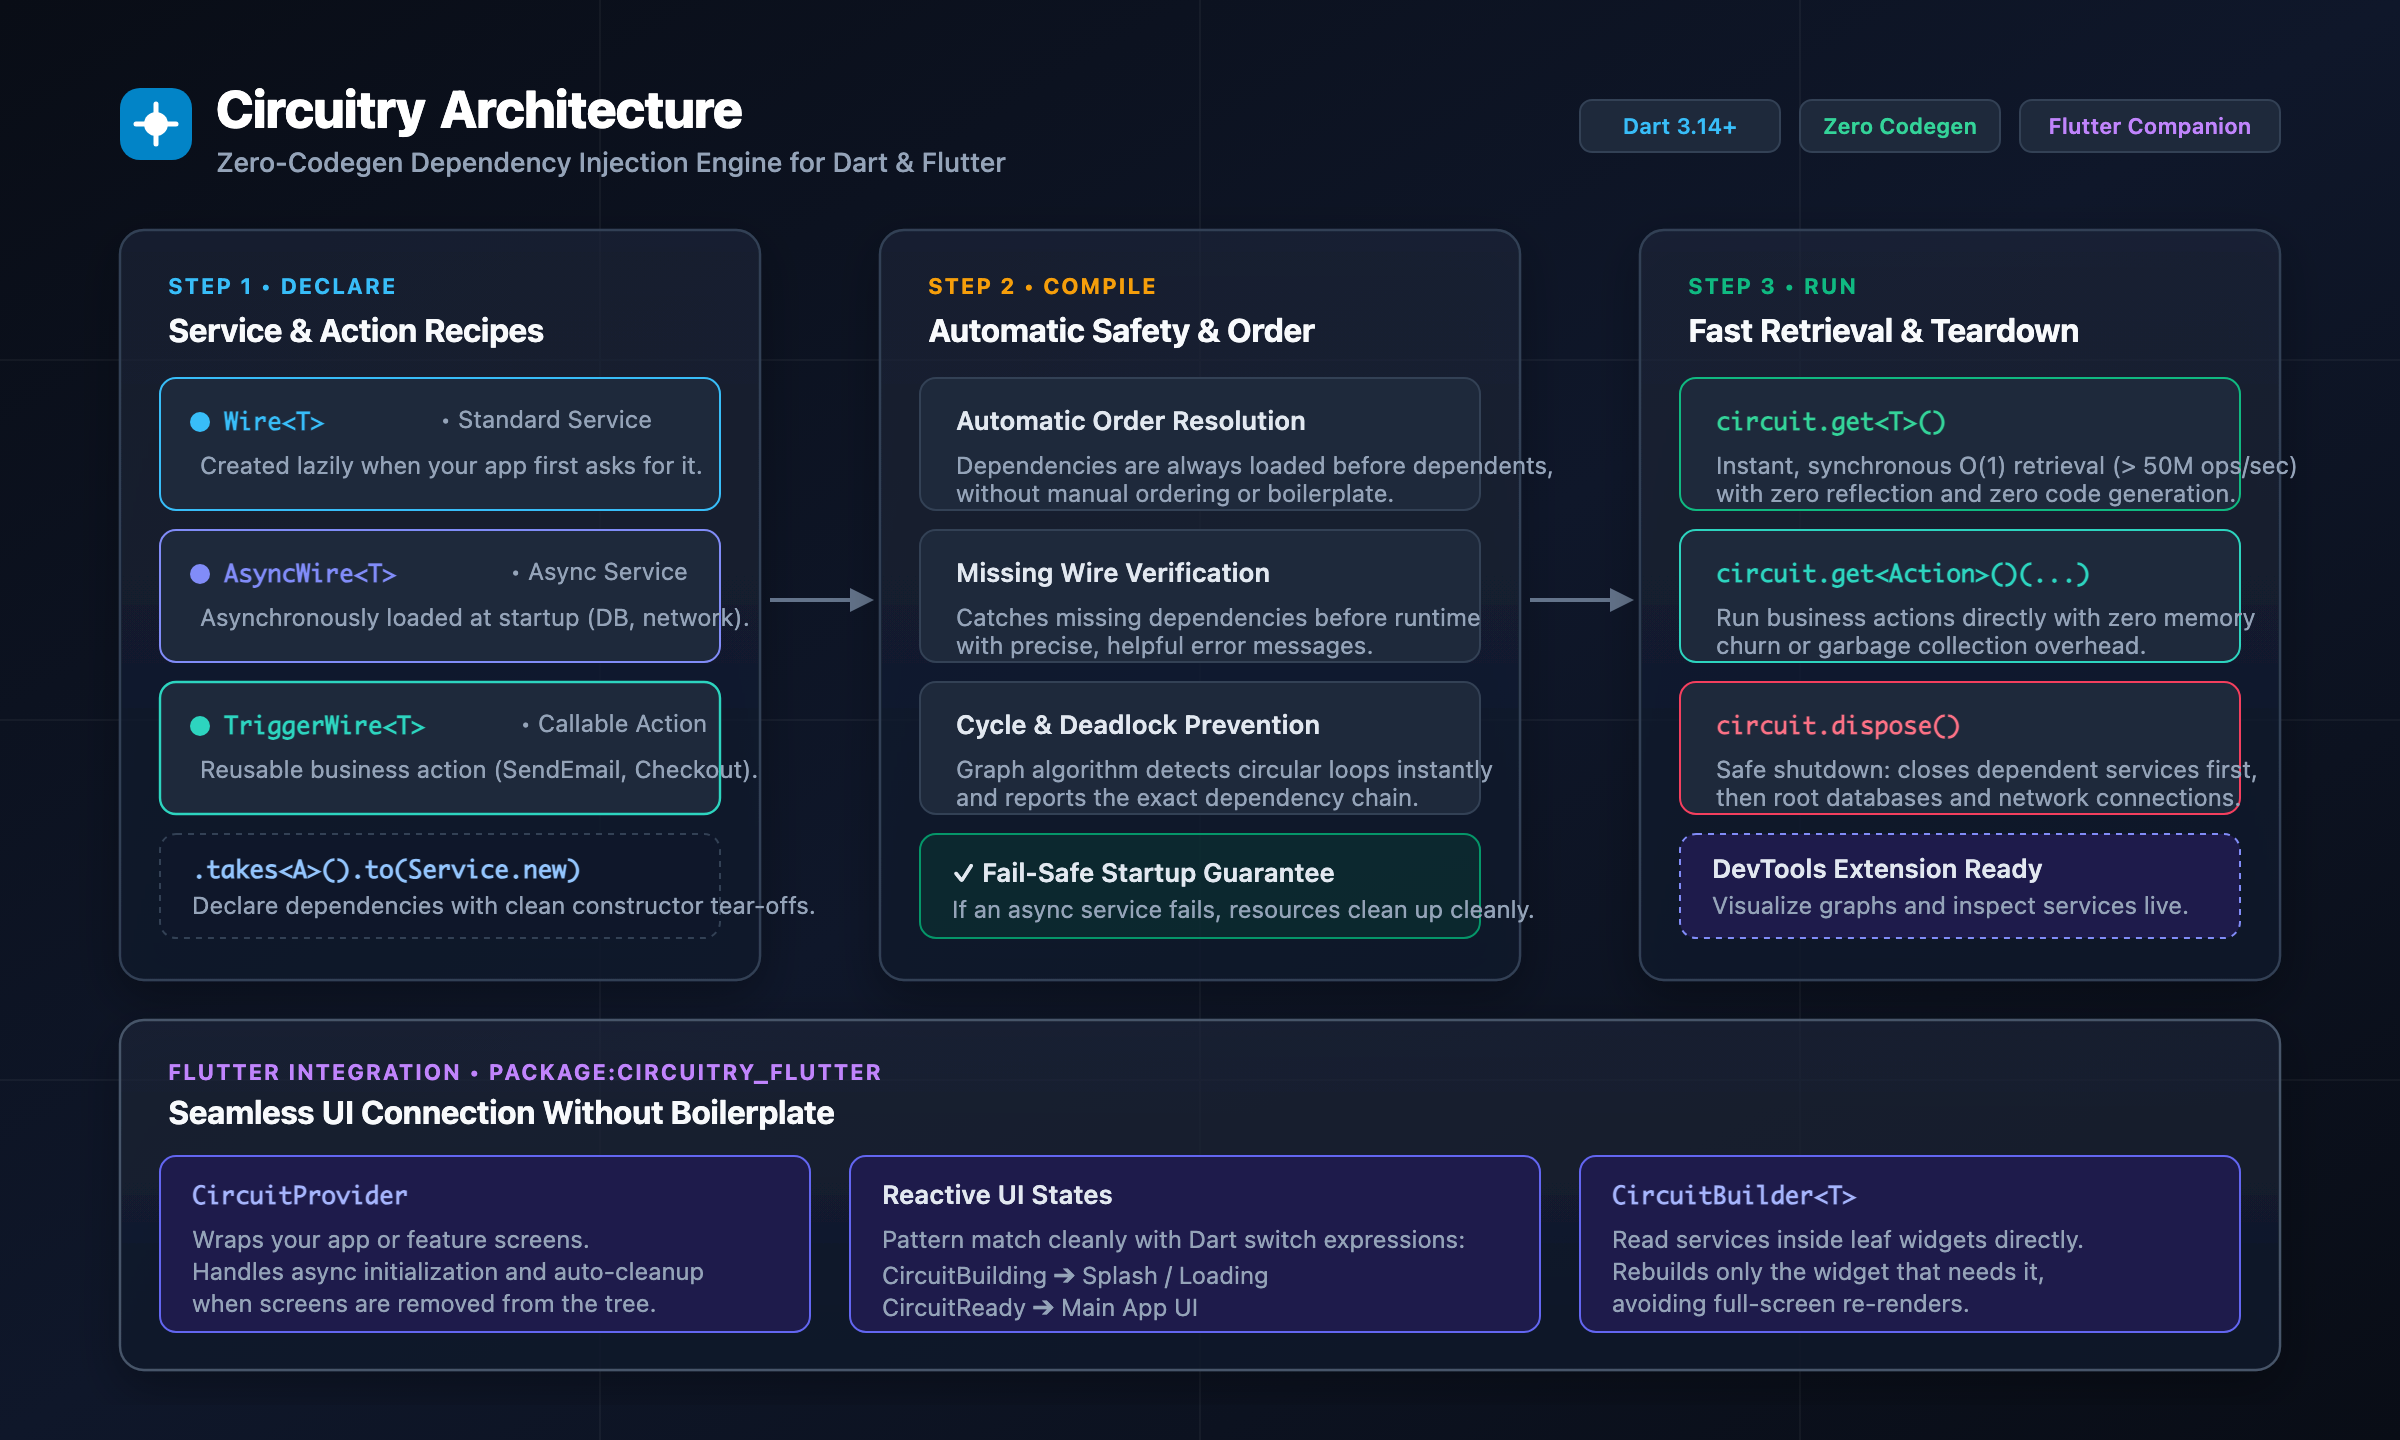 Circuitry Architecture
Zero-Codegen Dependency Injection Engine for Dart & Flutter
Dart 3.14+
Zero Codegen
Flutter Companion
STEP 1 • DECLARE
Service & Action Recipes
Wire<T> • Standard Service
Created lazily when your app first asks for it.
AsyncWire<T> • Async Service
Asynchronously loaded at startup (DB, network).
TriggerWire<T> • Callable Action
Reusable business action (SendEmail, Checkout).
.takes<A>().to(Service.new)
Declare dependencies with clean constructor tear-offs.
STEP 2 • COMPILE
Automatic Safety & Order
Automatic Order Resolution
Dependencies are always loaded before dependents,
without manual ordering or boilerplate.
Missing Wire Verification
Catches missing dependencies before runtime
with precise, helpful error messages.
Cycle & Deadlock Prevention
Graph algorithm detects circular loops instantly
and reports the exact dependency chain.
✓ Fail-Safe Startup Guarantee
If an async service fails, resources clean up cleanly.
STEP 3 • RUN
Fast Retrieval & Teardown
circuit.get<T>()
Instant, synchronous O(1) retrieval (> 50M ops/sec)
with zero reflection and zero code generation.
circuit.get<Action>()(...)
Run business actions directly with zero memory
churn or garbage collection overhead.
circuit.dispose()
Safe shutdown: closes dependent services first,
then root databases and network connections.
DevTools Extension Ready
Visualize graphs and inspect services live.
FLUTTER INTEGRATION • PACKAGE:CIRCUITRY_FLUTTER
Seamless UI Connection Without Boilerplate
CircuitProvider
Wraps your app or feature screens.
Handles async initialization and auto-cleanup
when screens are removed from the tree.
Reactive UI States
Pattern match cleanly with Dart switch expressions:
CircuitBuilding ➔ Splash / Loading
CircuitReady ➔ Main App UI
CircuitBuilder<T>
Read services inside leaf widgets directly.
Rebuilds only the widget that needs it,
avoiding full-screen re-renders.